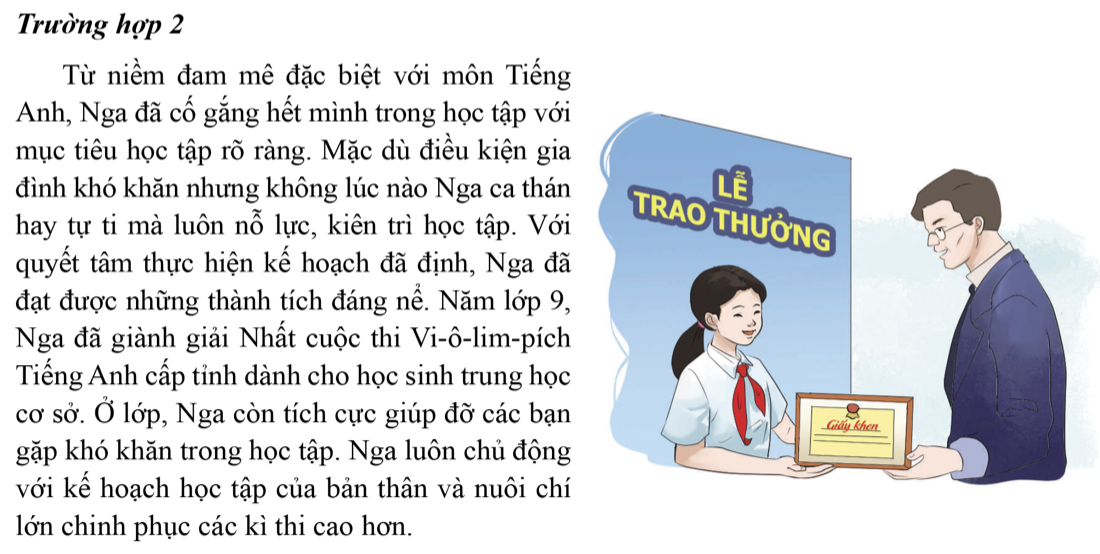 Trường hợp 2
Từ niềm đam mê đặc biệt với môn Tiếng
Anh, Nga đã cố gắng hết mình trong học tập với
mục tiêu học tập rõ ràng. Mặc dù điều kiện gia
đình khó khăn nhưng không lúc nào Nga ca thán
hay tự ti mà luôn nỗ lực, kiên trì học tập. Với
quyết tâm thực hiện kế hoạch đã định, Nga đã
đạt được những thành tích đáng nể. Năm lớp 9,
Nga đã giành giải Nhất cuộc thi Vi-ô-lim-pích
Tiếng Anh cấp tỉnh dành cho học sinh trung học
cơ sở. Ở lớp, Nga còn tích cực giúp đỡ các bạn
gặp khó khăn trong học tập. Nga luôn chủ động
với kế hoạch học tập của bản thân và nuôi chí
lớn chinh phục các kì thi cao hơn.
LỄ
TRAO THƯỞNG
Giấy khen